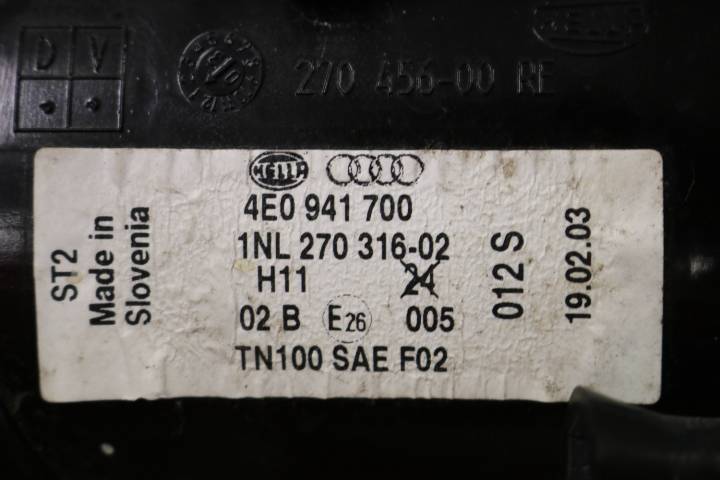 D V
270 456-00 RE
HELLA
HELLA
4E0 941 700
1NL 270 316-02
H11 24
02 B E26 005
TN100 SAE F02
ST2
Made in
Slovenia
012 S
19.02.03